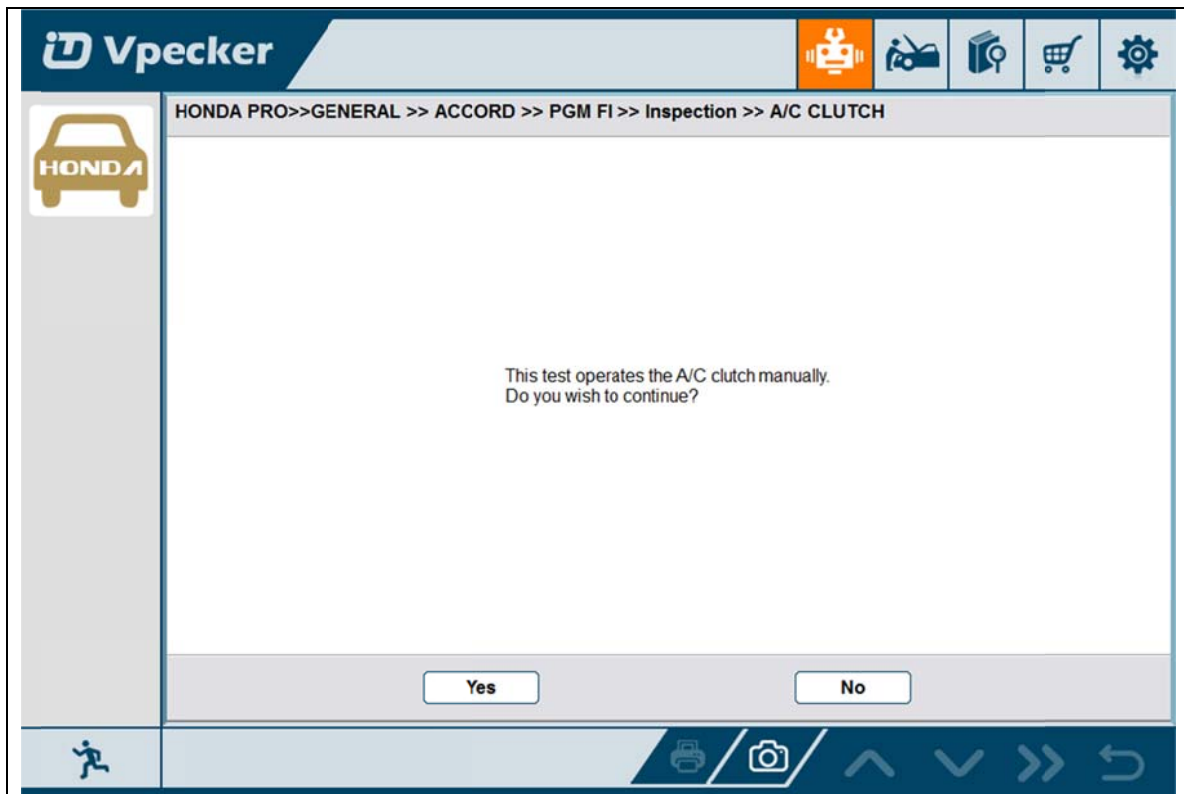 Vpecker
HONDA PRO>>GENERAL >> ACCORD >> PGM FI >> Inspection >> A/C CLUTCH
HONDA
This test operates the A/C clutch manually.
Do you wish to continue?
Yes No